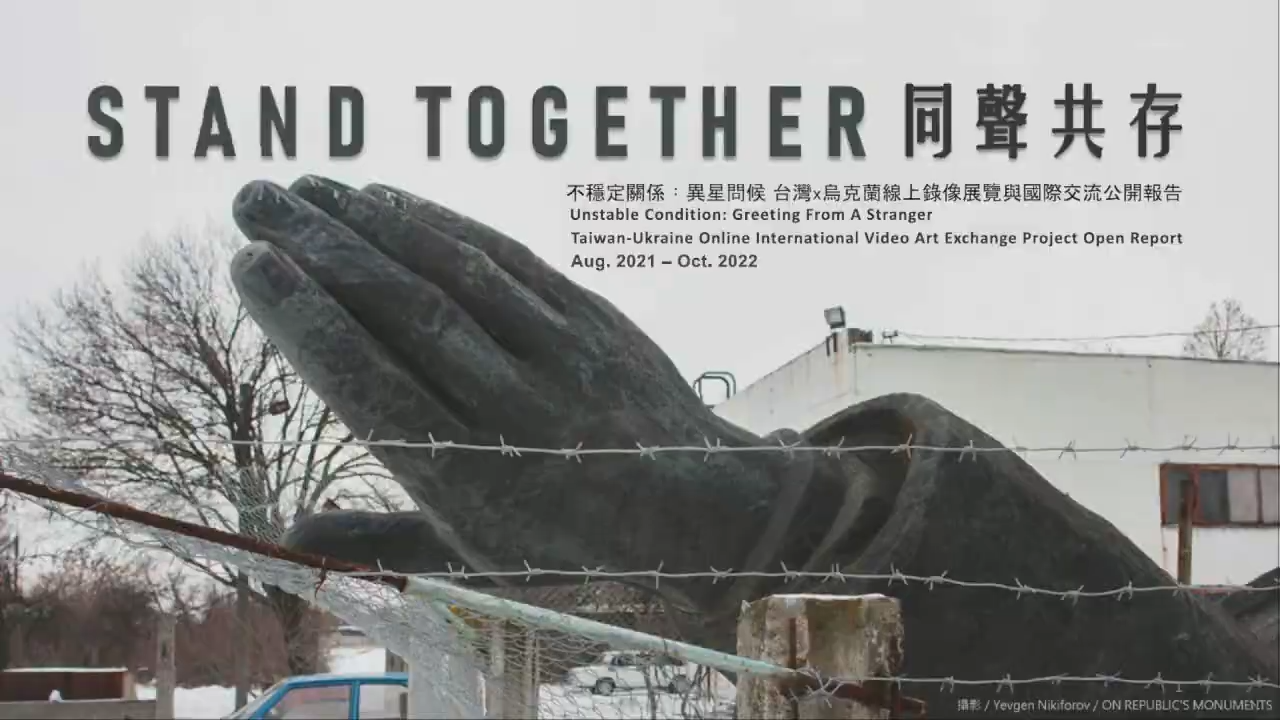 STAND TOGETHER 同聲共存
不穩定關係：異星問候 台灣x烏克蘭線上錄像展覽與國際交流公開報告
Unstable Condition: Greeting From A Stranger
Taiwan-Ukraine Online International Video Art Exchange Project Open Report
Aug. 2021 – Oct. 2022
1
攝影 / Yevgen Nikiforov / ON REPUBLIC'S MONUMENTS